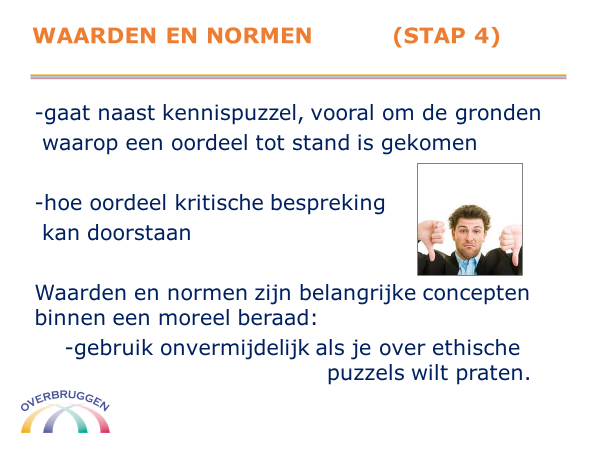 WAARDEN EN NORMEN (STAP 4)
-gaat naast kennispuzzel, vooral om de gronden
waarop een oordeel tot stand is gekomen
-hoe oordeel kritische bespreking
kan doorstaan
Waarden en normen zijn belangrijke concepten
binnen een moreel beraad:
-gebruik onvermijdelijk als je over ethische
puzzels wilt praten.
OVERBRUGGEN